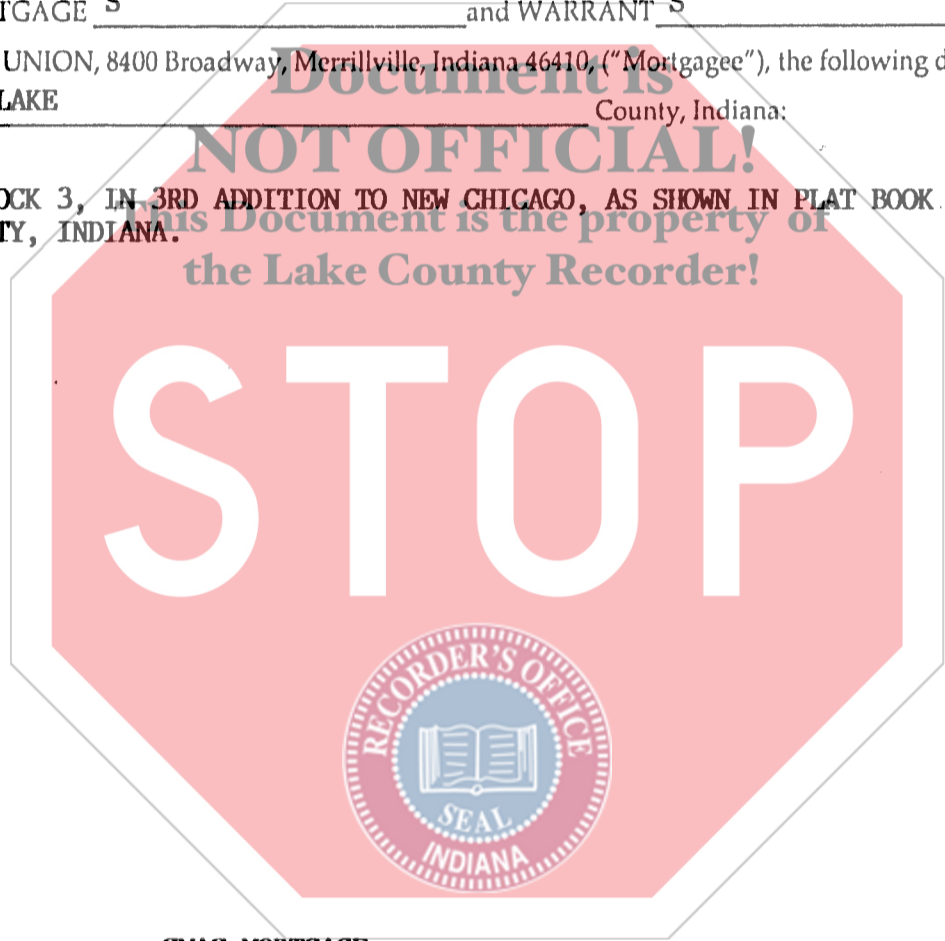 TGAGE S and WARRANT S
UNION, 8400 Broadway, Merrillville, Indiana 46410, ("Mortgagee"), the following d
Document is
LAKE County, Indiana:
NOT OFFICIAL!
OCK 3, IN 3RD ADDITION TO NEW CHICAGO, AS SHOWN IN PLAT BOOK
This Document is the property of
TY, INDIANA.
the Lake County Recorder!
STOP
RECORDER'S OFFICE
SEAL
INDIANA